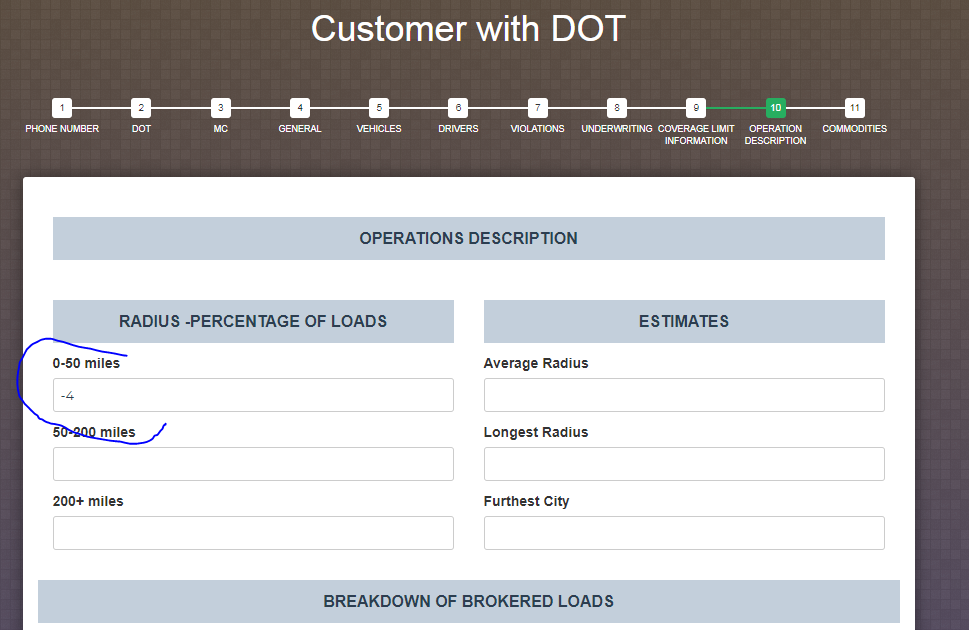 Customer with DOT
1 2 3 4 5 6 7 8 9 10 11
PHONE NUMBER DOT MC GENERAL VEHICLES DRIVERS VIOLATIONS UNDERWRITING COVERAGE LIMIT OPERATION COMMODITIES
INFORMATION DESCRIPTION
OPERATIONS DESCRIPTION
RADIUS -PERCENTAGE OF LOADS
ESTIMATES
0-50 miles
Average Radius
-4
50-200 miles
Longest Radius
200+ miles
Furthest City
BREAKDOWN OF BROKERED LOADS